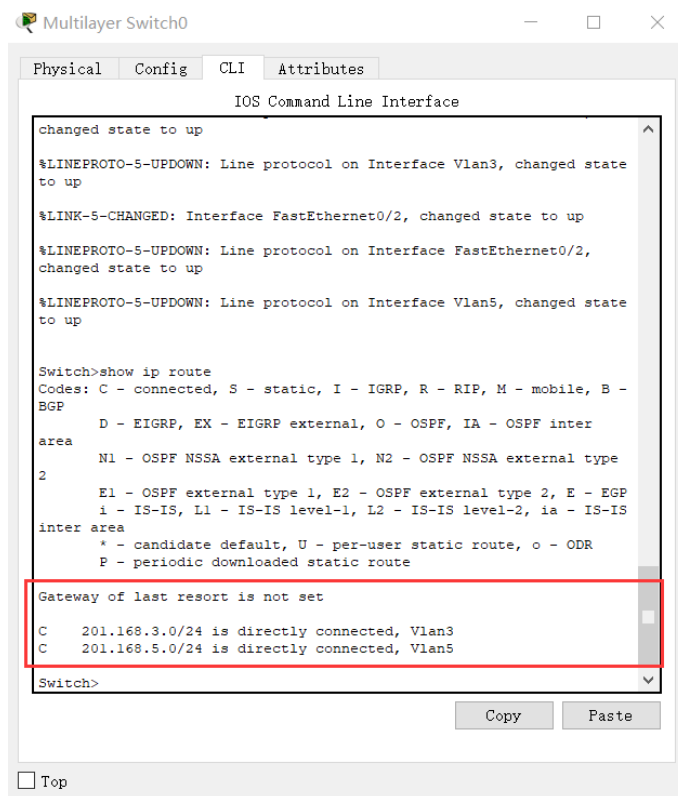 Multilayer Switch0
Physical Config CLI Attributes
IOS Command Line Interface
changed state to up
%LINEPROTO-5-UPDOWN: Line protocol on Interface Vlan3, changed state
to up
%LINK-5-CHANGED: Interface FastEthernet0/2, changed state to up
%LINEPROTO-5-UPDOWN: Line protocol on Interface FastEthernet0/2,
changed state to up
%LINEPROTO-5-UPDOWN: Line protocol on Interface Vlan5, changed state
to up
Switch>show ip route
Codes: C - connected, S - static, I - IGRP, R - RIP, M - mobile, B -
BGP
D - EIGRP, EX - EIGRP external, O - OSPF, IA - OSPF inter
area
N1 - OSPF NSSA external type 1, N2 - OSPF NSSA external type
2
E1 - OSPF external type 1, E2 - OSPF external type 2, E - EGP
i - IS-IS, L1 - IS-IS level-1, L2 - IS-IS level-2, ia - IS-IS
inter area
* - candidate default, U - per-user static route, o - ODR
P - periodic downloaded static route
Gateway of last resort is not set
C 201.168.3.0/24 is directly connected, Vlan3
C 201.168.5.0/24 is directly connected, Vlan5
Switch>
Copy Paste
Top